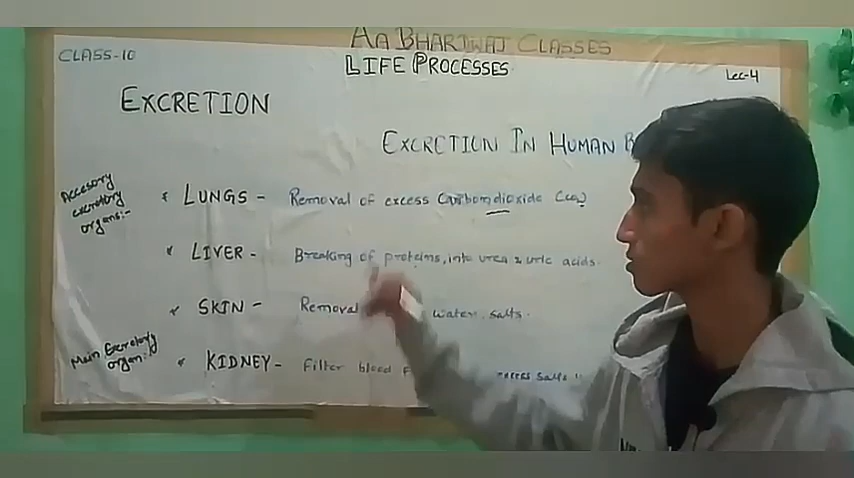 AA BHARTWAJ CLASSES
CLASS-10
LIFE PROCESSES
Lec-4
EXCRETION
EXCRETION IN HUMAN B
Accesory excretory organs:-
* LUNGS - Removal of excess Carbondioxide (CO2)
* LIVER - Breaking of proteins, into urea & uric acids.
* SKIN - Removal water, salts.
Main Excretory organ:-
* KIDNEY - Filter blood excess salts